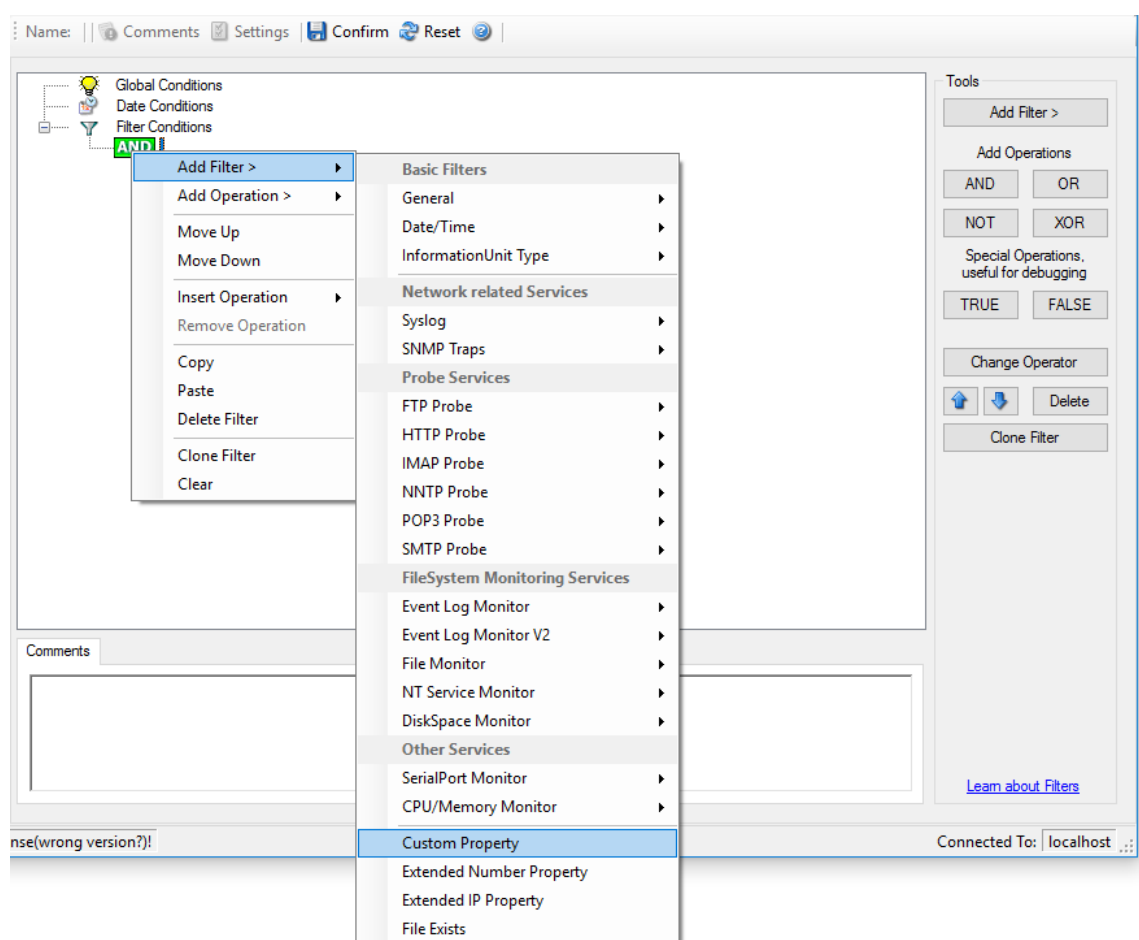 Name: Comments Settings Confirm Reset
Global Conditions
Date Conditions
Filter Conditions
AND
Add Filter >
Add Operation >
Move Up
Move Down
Insert Operation
Remove Operation
Copy
Paste
Delete Filter
Clone Filter
Clear
Basic Filters
General
Date/Time
InformationUnit Type
Network related Services
Syslog
SNMP Traps
Probe Services
FTP Probe
HTTP Probe
IMAP Probe
NNTP Probe
POP3 Probe
SMTP Probe
FileSystem Monitoring Services
Event Log Monitor
Event Log Monitor V2
File Monitor
NT Service Monitor
DiskSpace Monitor
Other Services
SerialPort Monitor
CPU/Memory Monitor
Custom Property
Extended Number Property
Extended IP Property
File Exists
Tools
Add Filter >
Add Operations
AND OR
NOT XOR
Special Operations,
useful for debugging
TRUE FALSE
Change Operator
Delete
Clone Filter
Learn about Filters
Comments
nse(wrong version?)!
Connected To: localhost